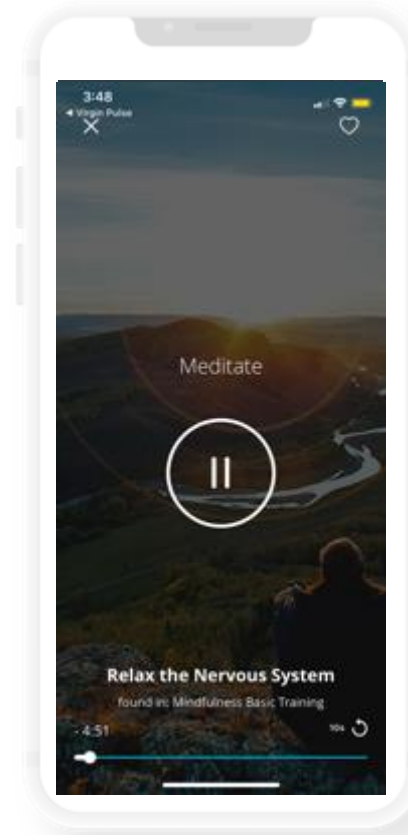 3:48
◀ Virgin Pulse
Meditate
Relax the Nervous System
found in: Mindfulness Basic Training
- 4:51
10s